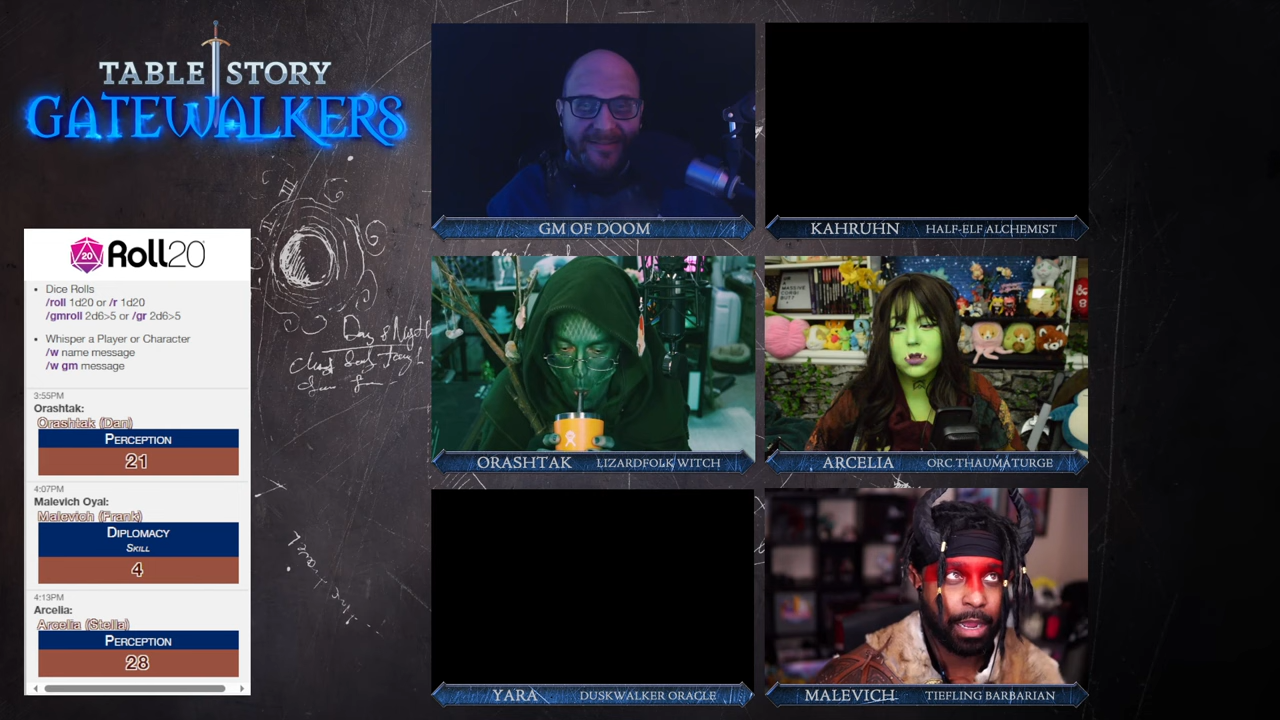 TABLE STORY
GATEWALKERS
20
Roll20
Dice Rolls
/roll 1d20 or /r 1d20
/gmroll 2d6>5 or /gr 2d6>5
Whisper a Player or Character
/w name message
/w gm message
3:55PM
Orashtak:
Orashtak (Dan)
PERCEPTION
21
4:07PM
Malevich Oyal:
Malevich (Frank)
DIPLOMACY
SKILL
4
4:13PM
Arcelia:
Arcelia (Stella)
PERCEPTION
28
GM OF DOOM
KAHRUHN HALF-ELF ALCHEMIST
MASSIVE
ORASHTAK LIZARDFOLK WITCH
ARCELIA ORC THAUMATURGE
YARA DUSKWALKER ORACLE
MALEVICH TIEFLING BARBARIAN